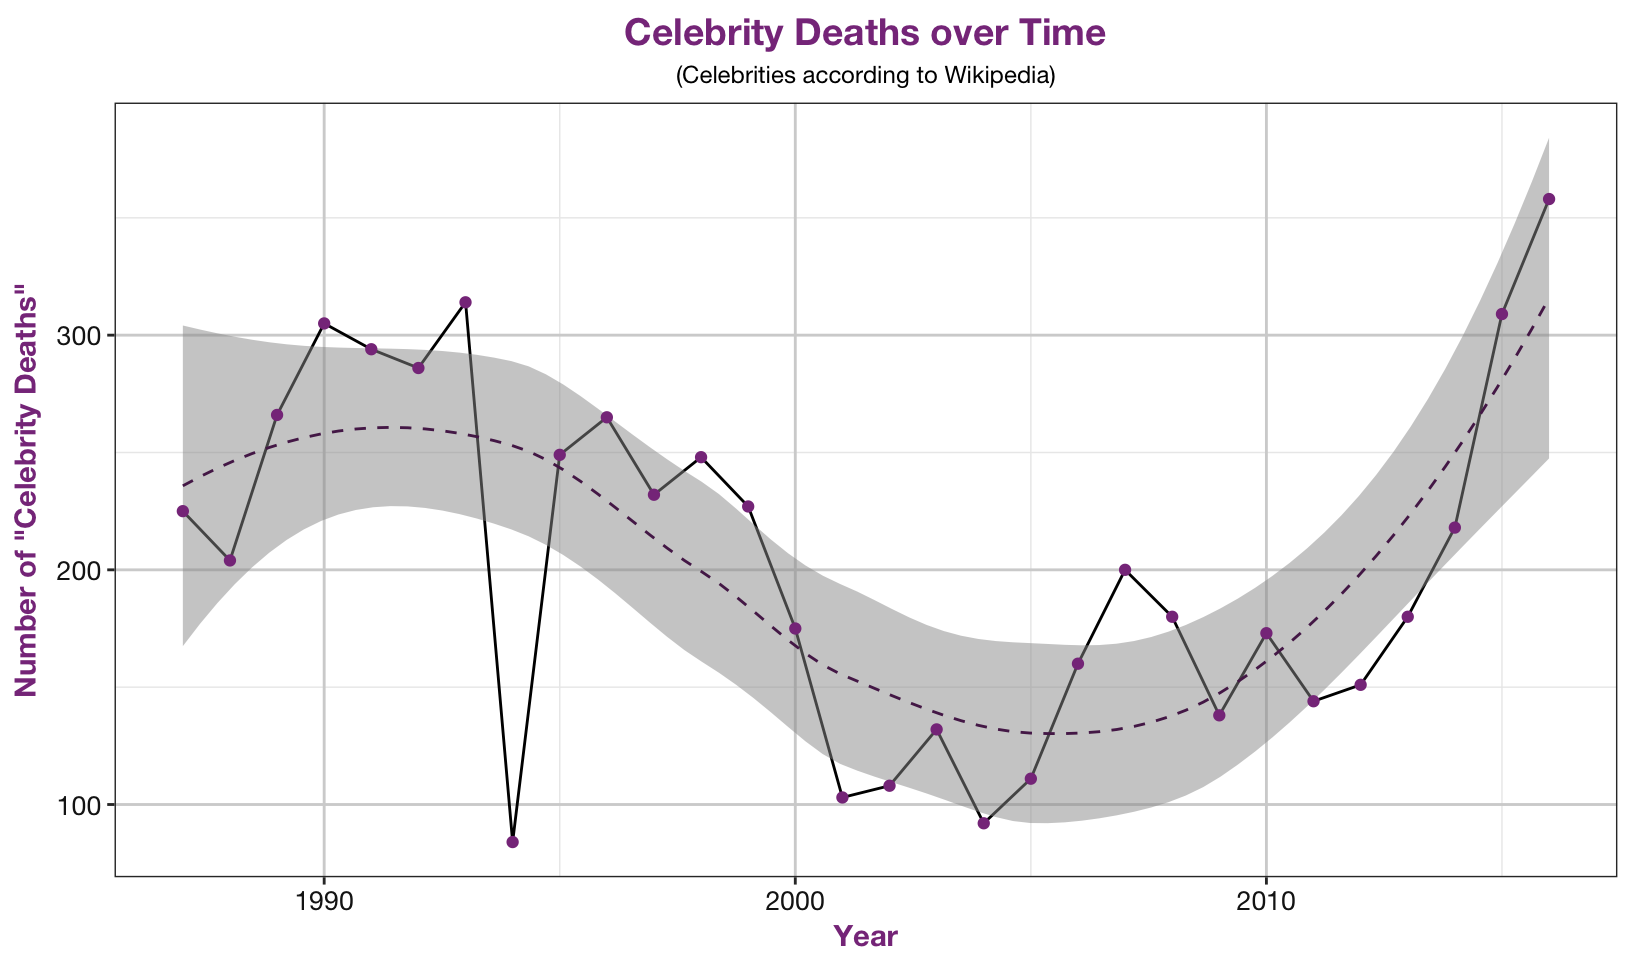 Celebrity Deaths over Time
(Celebrities according to Wikipedia)
Number of "Celebrity Deaths"
300
200
100
1990
2000
2010
Year